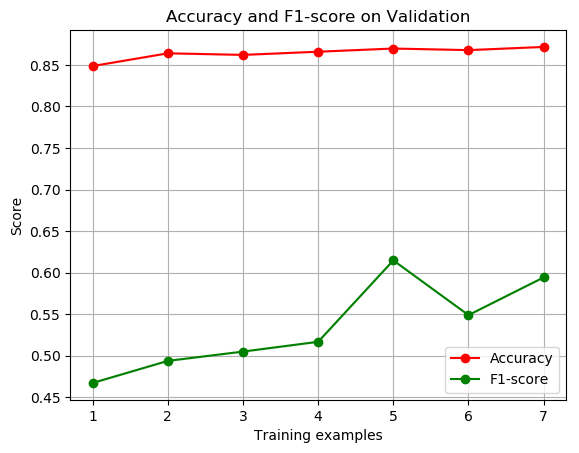 Accuracy and F1-score on Validation
0.85
0.80
0.75
0.70
0.65
0.60
0.55
0.50
0.45
Score
1 2 3 4 5 6 7
Training examples
Accuracy
F1-score